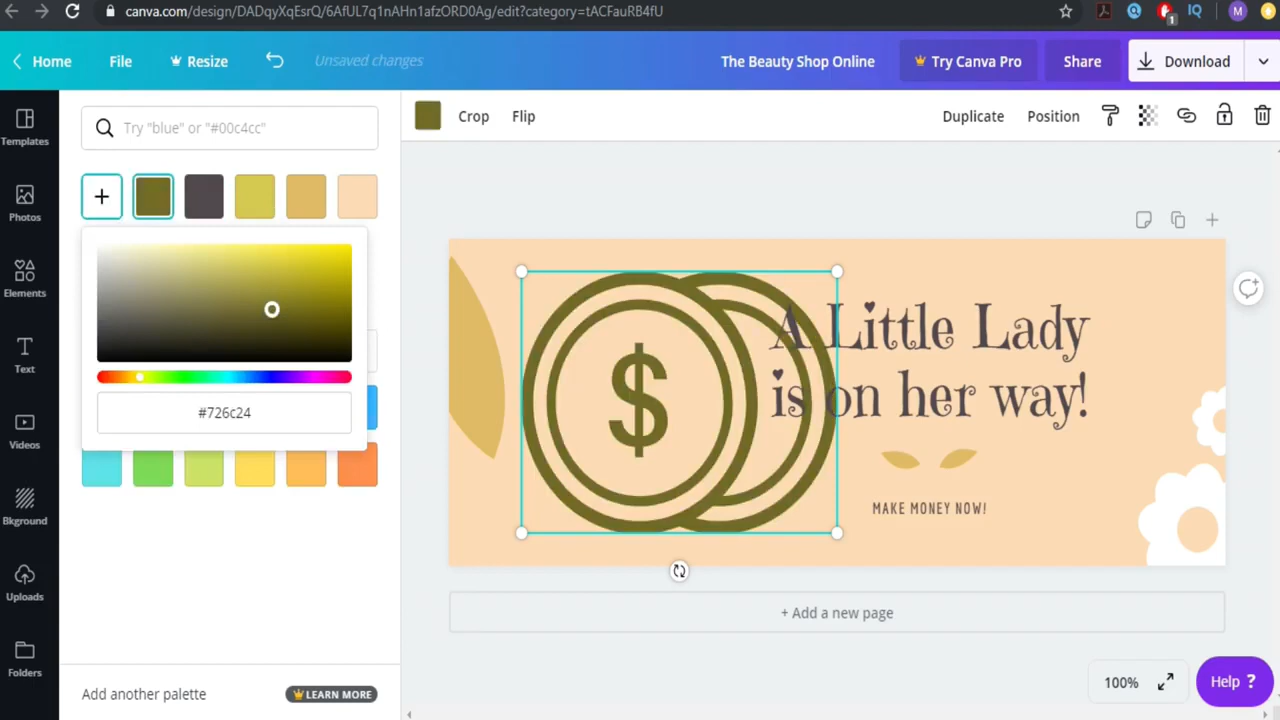 canva.com/design/DADqyXqEsrQ/6AfUL7q1nAHn1afzORD0Ag/edit?category=tACFauRB4fU
1
M
Home
File
Resize
Unsaved changes
The Beauty Shop Online
Try Canva Pro
Share
Download
Templates
Photos
Elements
Text
Videos
Bkground
Uploads
Folders
Try "blue" or "#00c4cc"
+
#726c24
Add another palette
LEARN MORE
Crop
Flip
Duplicate
Position
$
A Little Lady
is on her way!
MAKE MONEY NOW!
+ Add a new page
100%
Help ?